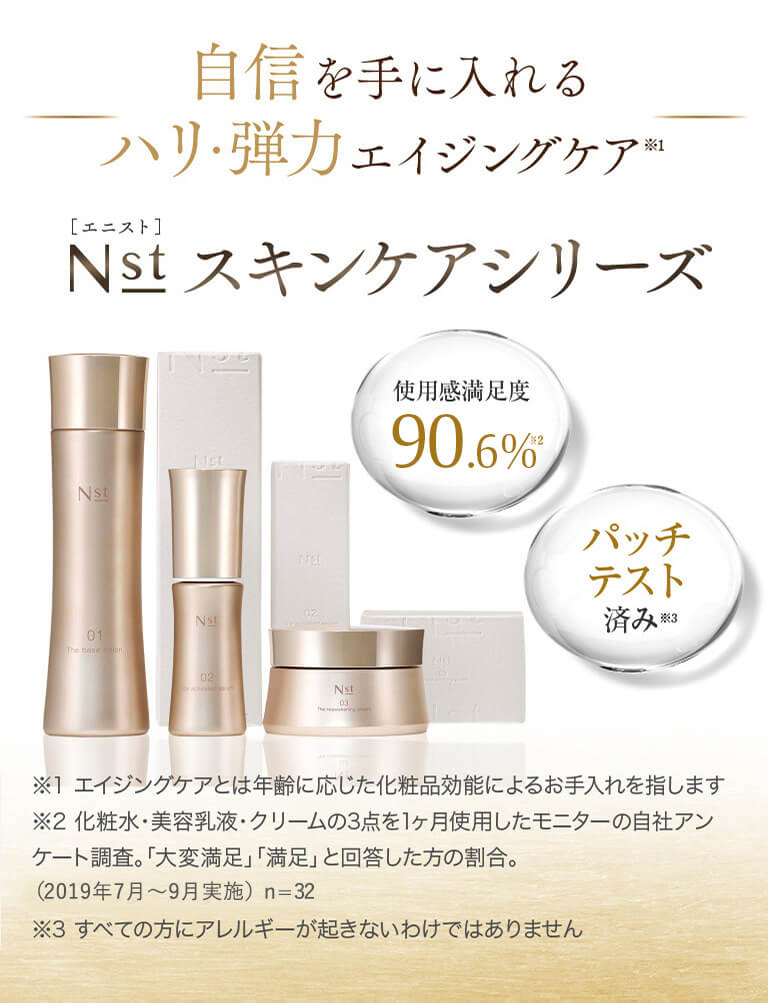 自信を手に入れる
ハリ・弾力エイジングケア※1
[エニスト]
Nst スキンケアシリーズ
使用感満足度
90.6%※2
パッチ
テスト
済み※3
Nst
01
Nst
02
Nst
03
Nst
02
Nst
※1 エイジングケアとは年齢に応じた化粧品効能によるお手入れを指します
※2 化粧水・美容乳液・クリームの3点を1ヶ月使用したモニターの自社アン
ケート調査。「大変満足」「満足」と回答した方の割合。
（2019年7月～9月実施）n=32
※3 すべての方にアレルギーが起きないわけではありません